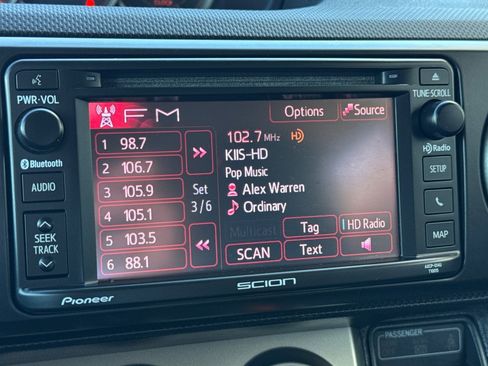 PWR•VOL
TUNE•SCROLL
FM
Options
Source
1 98.7
2 106.7
3 105.9
4 105.1
5 103.5
6 88.1
Set
3/6
102.7 MHz HD
KIIS-HD
Pop Music
Alex Warren
Ordinary
Multicast
Tag
HD Radio
SCAN
Text
Bluetooth
AUDIO
SEEK
TRACK
HD Radio
SETUP
MAP
Pioneer
SCION
PASSENGER